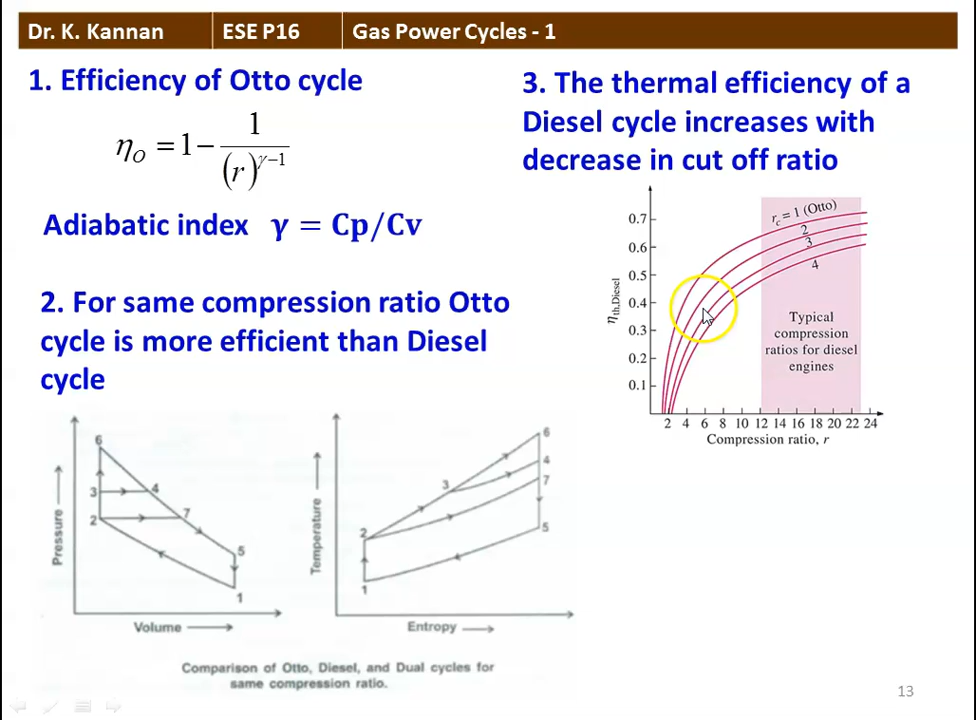 Dr. K. Kannan ESE P16 Gas Power Cycles - 1
1. Efficiency of Otto cycle
η_O = 1 − 1 / (r)^(γ−1)
Adiabatic index γ = Cp/Cv
2. For same compression ratio Otto
cycle is more efficient than Diesel
cycle
3. The thermal efficiency of a
Diesel cycle increases with
decrease in cut off ratio
η_th,Diesel
0.7
0.6
0.5
0.4
0.3
0.2
0.1
r_c = 1 (Otto)
2
3
4
Typical
compression
ratios for diesel
engines
2 4 6 8 10 12 14 16 18 20 22 24
Compression ratio, r
Pressure
6
3
4
2
7
5
1
Volume
Temperature
6
4
3
7
2
5
1
Entropy
Comparison of Otto, Diesel, and Dual cycles for
same compression ratio.
13